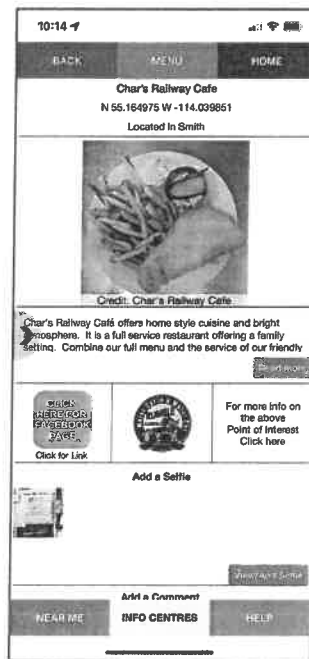 10:14
BACK MENU HOME
Char's Railway Cafe
N 55.164975 W -114.039851
Located in Smith
Credit: Char's Railway Cafe
Char's Railway Café offers home style cuisine and bright
atmosphere. It is a full service restaurant offering a family
setting. Combine our full menu and the service of our friendly
Read more
CLICK
HERE FOR
FACEBOOK
PAGE
Click for Link
For more info on
the above
Point of Interest
Click here
Add a Selfie
Add a Comment
NEAR ME INFO CENTRES HELP